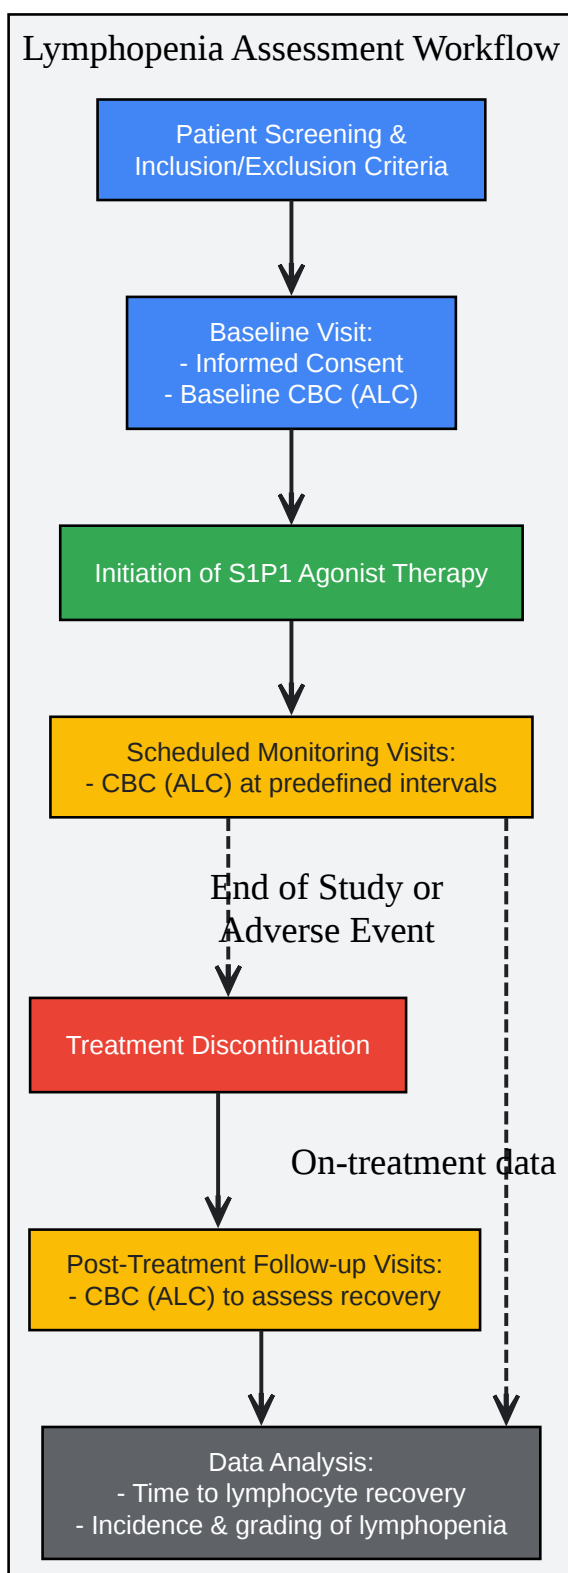 Lymphopenia Assessment Workflow
Patient Screening &
Inclusion/Exclusion Criteria
Baseline Visit:
- Informed Consent
- Baseline CBC (ALC)
Initiation of S1P1 Agonist Therapy
Scheduled Monitoring Visits:
- CBC (ALC) at predefined intervals
End of Study or
Adverse Event
Treatment Discontinuation
On-treatment data
Post-Treatment Follow-up Visits:
- CBC (ALC) to assess recovery
Data Analysis:
- Time to lymphocyte recovery
- Incidence & grading of lymphopenia